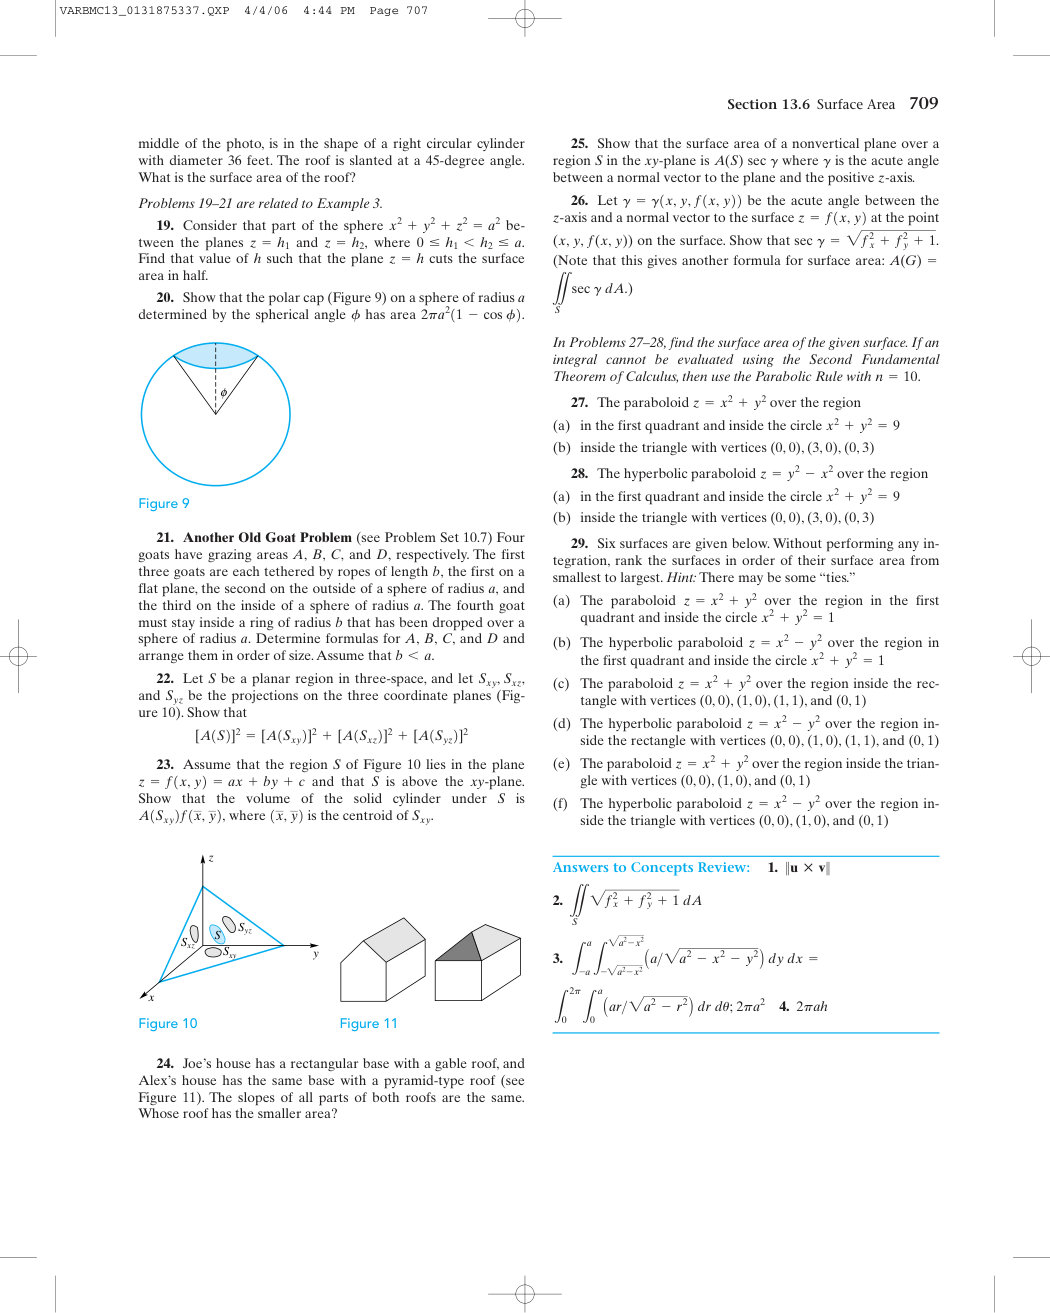 VARBMC13_0131875337.QXP 4/4/06 4:44 PM Page 707
Section 13.6 Surface Area 709
middle of the photo, is in the shape of a right circular cylinder
with diameter 36 feet. The roof is slanted at a 45-degree angle.
What is the surface area of the roof?
Problems 19–21 are related to Example 3.
19. Consider that part of the sphere x² + y² + z² = a² be-
tween the planes z = h₁ and z = h₂, where 0 ≤ h₁ < h₂ ≤ a.
Find that value of h such that the plane z = h cuts the surface
area in half.
20. Show that the polar cap (Figure 9) on a sphere of radius a
determined by the spherical angle ϕ has area 2πa²(1 − cos ϕ).
ϕ
Figure 9
21. Another Old Goat Problem (see Problem Set 10.7) Four
goats have grazing areas A, B, C, and D, respectively. The first
three goats are each tethered by ropes of length b, the first on a
flat plane, the second on the outside of a sphere of radius a, and
the third on the inside of a sphere of radius a. The fourth goat
must stay inside a ring of radius b that has been dropped over a
sphere of radius a. Determine formulas for A, B, C, and D and
arrange them in order of size. Assume that b < a.
22. Let S be a planar region in three-space, and let Sxy, Sxz,
and Syz be the projections on the three coordinate planes (Fig-
ure 10). Show that
[A(S)]² = [A(Sxy)]² + [A(Sxz)]² + [A(Syz)]²
23. Assume that the region S of Figure 10 lies in the plane
z = f(x, y) = ax + by + c and that S is above the xy-plane.
Show that the volume of the solid cylinder under S is
A(Sxy)f(x̄, ȳ), where (x̄, ȳ) is the centroid of Sxy.
z
Syz
S
Sxz
Sxy
y
x
Figure 10
Figure 11
24. Joe's house has a rectangular base with a gable roof, and
Alex's house has the same base with a pyramid-type roof (see
Figure 11). The slopes of all parts of both roofs are the same.
Whose roof has the smaller area?
25. Show that the surface area of a nonvertical plane over a
region S in the xy-plane is A(S) sec γ where γ is the acute angle
between a normal vector to the plane and the positive z-axis.
26. Let γ = γ(x, y, f(x, y)) be the acute angle between the
z-axis and a normal vector to the surface z = f(x, y) at the point
(x, y, f(x, y)) on the surface. Show that sec γ = √(fx² + fy² + 1).
(Note that this gives another formula for surface area: A(G) =
∬S sec γ dA.)
In Problems 27–28, find the surface area of the given surface. If an
integral cannot be evaluated using the Second Fundamental
Theorem of Calculus, then use the Parabolic Rule with n = 10.
27. The paraboloid z = x² + y² over the region
(a) in the first quadrant and inside the circle x² + y² = 9
(b) inside the triangle with vertices (0, 0), (3, 0), (0, 3)
28. The hyperbolic paraboloid z = y² − x² over the region
(a) in the first quadrant and inside the circle x² + y² = 9
(b) inside the triangle with vertices (0, 0), (3, 0), (0, 3)
29. Six surfaces are given below. Without performing any in-
tegration, rank the surfaces in order of their surface area from
smallest to largest. Hint: There may be some "ties."
(a) The paraboloid z = x² + y² over the region in the first
quadrant and inside the circle x² + y² = 1
(b) The hyperbolic paraboloid z = x² − y² over the region in
the first quadrant and inside the circle x² + y² = 1
(c) The paraboloid z = x² + y² over the region inside the rec-
tangle with vertices (0, 0), (1, 0), (1, 1), and (0, 1)
(d) The hyperbolic paraboloid z = x² − y² over the region in-
side the rectangle with vertices (0, 0), (1, 0), (1, 1), and (0, 1)
(e) The paraboloid z = x² + y² over the region inside the trian-
gle with vertices (0, 0), (1, 0), and (0, 1)
(f) The hyperbolic paraboloid z = x² − y² over the region in-
side the triangle with vertices (0, 0), (1, 0), and (0, 1)
Answers to Concepts Review: 1. ‖u × v‖
2. ∬S √(fx² + fy² + 1) dA
3. ∫₋ₐᵃ ∫ from −√(a²−x²) to √(a²−x²) (a/√(a² − x² − y²)) dy dx =
∫₀^2π ∫₀^a (ar/√(a² − r²)) dr dθ; 2πa² 4. 2πah